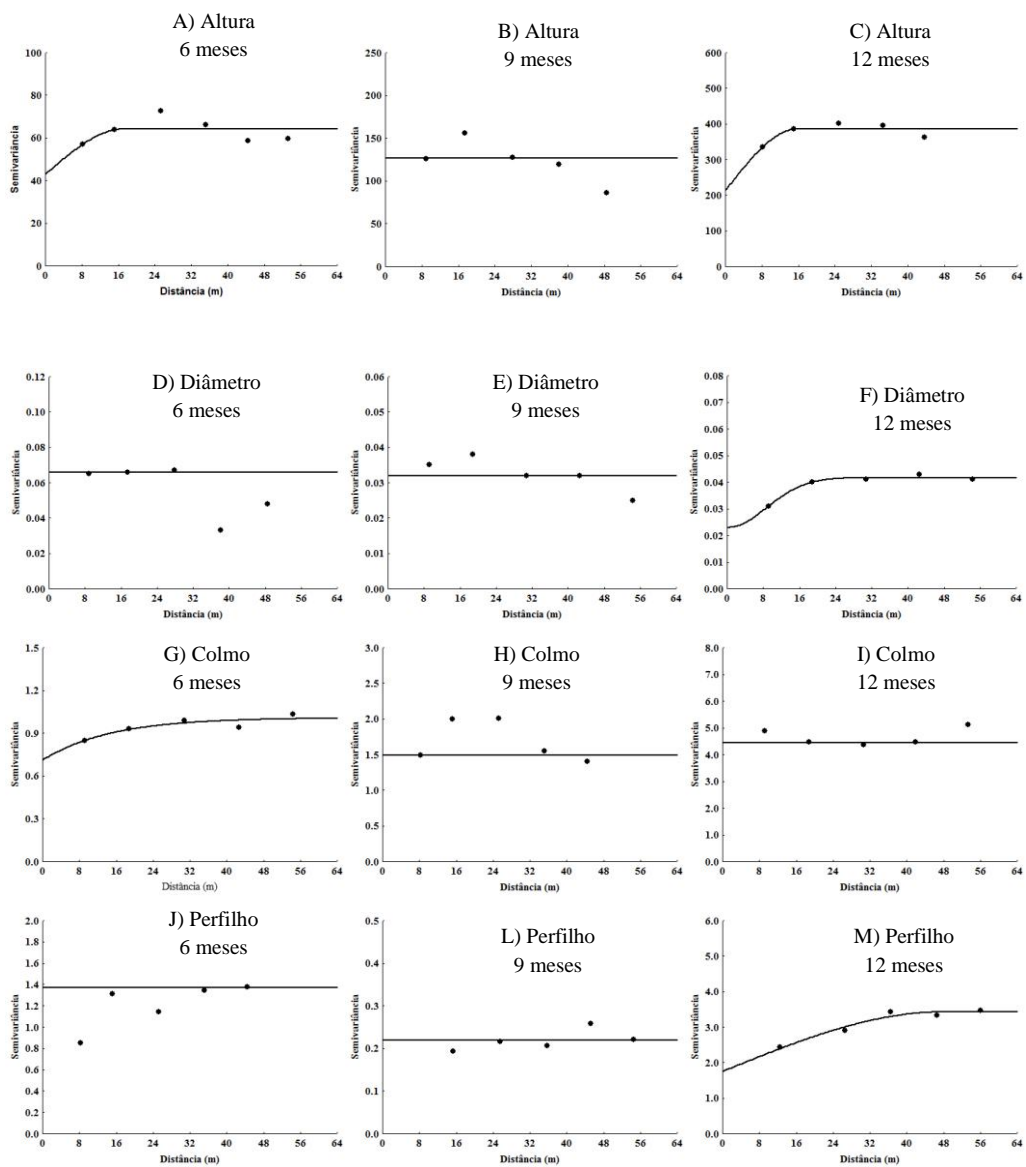 A) Altura
6 meses
100
80
60
40
20
0
Semivariância
0 8 16 24 32 40 48 56 64
Distância (m)
B) Altura
9 meses
250
200
150
100
50
0
Semivariância
0 8 16 24 32 40 48 56 64
Distância (m)
C) Altura
12 meses
600
500
400
300
200
100
0
Semivariância
0 8 16 24 32 40 48 56 64
Distância (m)
D) Diâmetro
6 meses
0.12
0.10
0.08
0.06
0.04
0.02
0.00
Semivariância
0 8 16 24 32 40 48 56 64
Distância (m)
E) Diâmetro
9 meses
0.06
0.05
0.04
0.03
0.02
0.01
0.00
Semivariância
0 8 16 24 32 40 48 56 64
Distância (m)
F) Diâmetro
12 meses
0.08
0.07
0.06
0.05
0.04
0.03
0.02
0.01
0.00
Semivariância
0 8 16 24 32 40 48 56 64
Distância (m)
G) Colmo
6 meses
1.5
1.2
0.9
0.6
0.3
0.0
Semivariância
0 8 16 24 32 40 48 56 64
Distância (m)
H) Colmo
9 meses
3.0
2.5
2.0
1.5
1.0
0.5
0.0
Semivariância
0 8 16 24 32 40 48 56 64
Distância (m)
I) Colmo
12 meses
8.0
7.0
6.0
5.0
4.0
3.0
2.0
1.0
0.0
Semivariância
0 8 16 24 32 40 48 56 64
Distância (m)
J) Perfilho
6 meses
2.0
1.8
1.6
1.4
1.2
1.0
0.8
0.6
0.4
0.2
0.0
Semivariância
0 8 16 24 32 40 48 56 64
Distância (m)
L) Perfilho
9 meses
0.5
0.4
0.3
0.2
0.1
0.0
Semivariância
0 8 16 24 32 40 48 56 64
Distância (m)
M) Perfilho
12 meses
6.0
5.0
4.0
3.0
2.0
1.0
0.0
Semivariância
0 8 16 24 32 40 48 56 64
Distância (m)